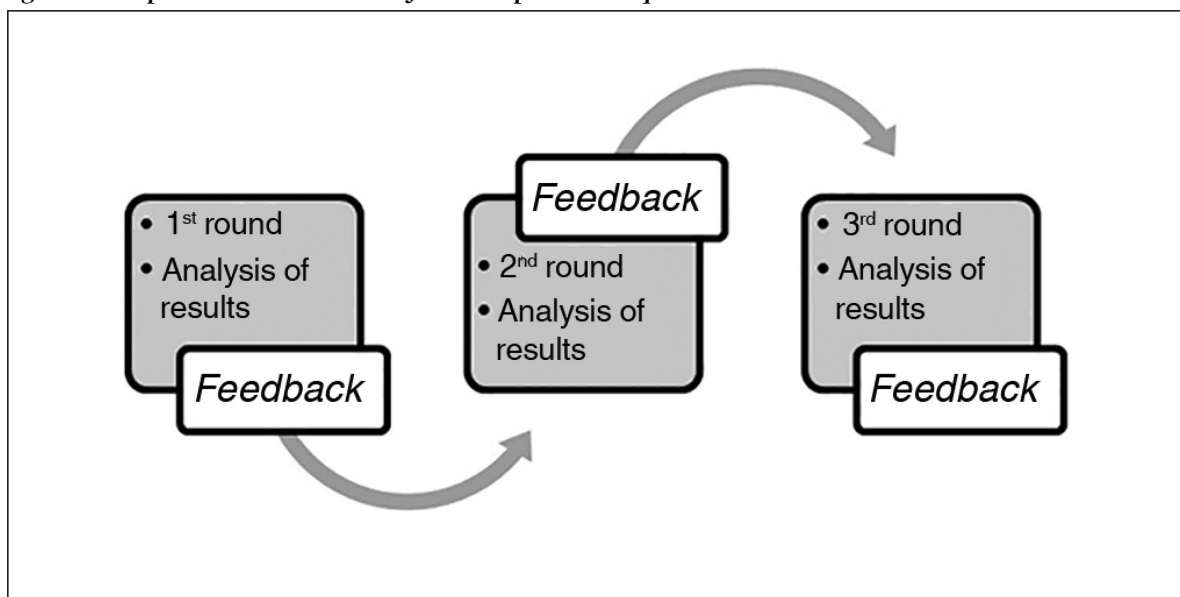 • 1st round
• Analysis of
results
Feedback
Feedback
• 2nd round
• Analysis of
results
• 3rd round
• Analysis of
results
Feedback